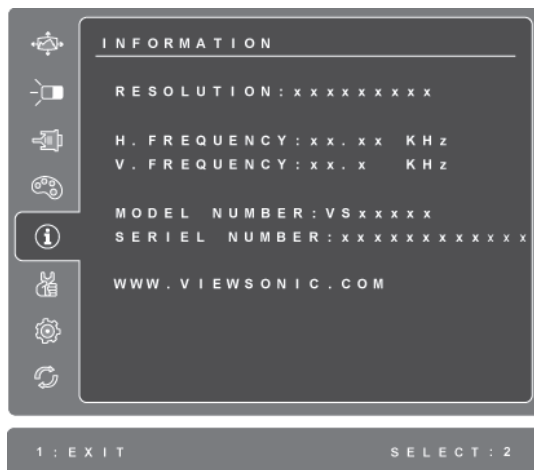 INFORMATION
RESOLUTION:xxxxxxxxx
H. FREQUENCY:xx.xx KHz
V. FREQUENCY:xx.x KHz
MODEL NUMBER:VSxxxxx
SERIEL NUMBER:xxxxxxxxxxxx
WWW.VIEWSONIC.COM
1:EXIT SELECT:2